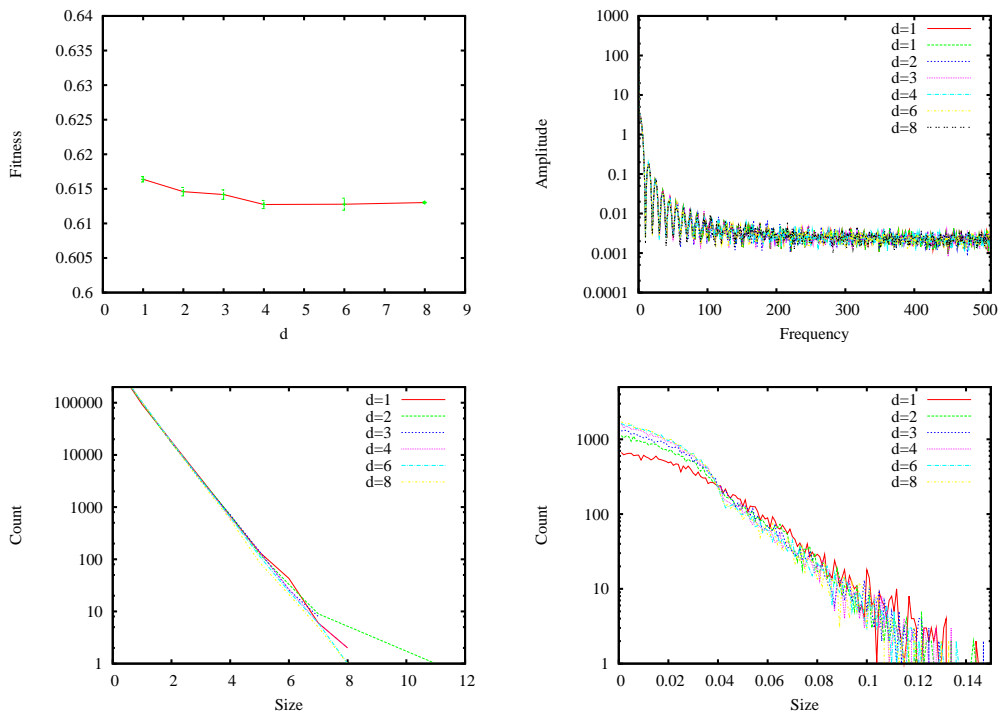 0.64
0.635
0.63
0.625
0.62
0.615
0.61
0.605
0.6
Fitness
0 1 2 3 4 5 6 7 8 9
d
1000
100
10
1
0.1
0.01
0.001
0.0001
Amplitude
0 100 200 300 400 500
Frequency
d=1
d=1
d=2
d=3
d=4
d=6
d=8
100000
10000
1000
100
10
1
Count
0 2 4 6 8 10 12
Size
d=1
d=2
d=3
d=4
d=6
d=8
1000
100
10
1
Count
0 0.02 0.04 0.06 0.08 0.1 0.12 0.14
Size
d=1
d=2
d=3
d=4
d=6
d=8